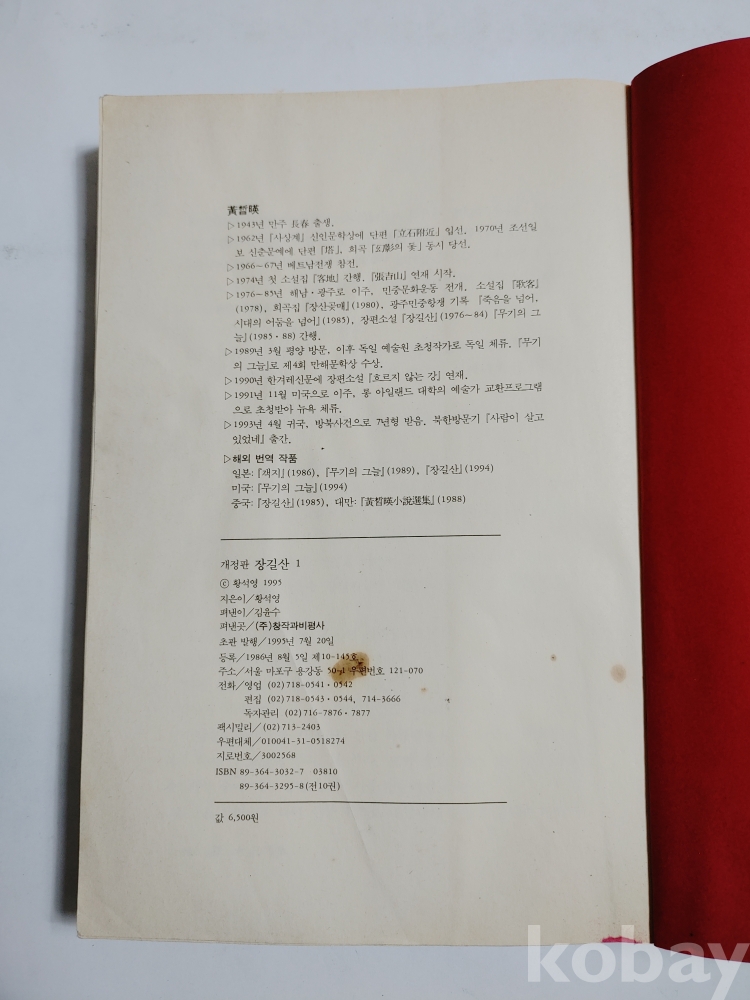 黃晳暎
▷1943년 만주 長春 출생.
▷1962년 『사상계』 신인문학상에 단편 『立石附近』 입선. 1970년 조선일
보 신춘문예에 단편 『塔』, 희곡 『幻影의 돛』 동시 당선.
▷1966~67년 베트남전쟁 참전.
▷1974년 첫 소설집 『客地』 간행. 『張吉山』 연재 시작.
▷1976~85년 해남·광주로 이주. 민중문화운동 전개. 소설집 『歌客』
(1978), 희곡집 『장산곶매』(1980), 광주민중항쟁 기록 『죽음을 넘어,
시대의 어둠을 넘어』(1985), 장편소설 『장길산』(1976~84) 『무기의 그
늘』(1985·88) 간행.
▷1989년 3월 평양 방문, 이후 독일 예술원 초청작가로 독일 체류. 『무기
의 그늘』로 제4회 만해문학상 수상.
▷1990년 한겨레신문에 장편소설 『흐르지 않는 강』 연재.
▷1991년 11월 미국으로 이주, 롱 아일랜드 대학의 예술가 교환프로그램
으로 초청받아 뉴욕 체류.
▷1993년 4월 귀국, 방북사건으로 7년형 받음. 북한방문기 『사람이 살고
있었네』 출간.
▷해외 번역 작품
일본: 『객지』(1986), 『무기의 그늘』(1989), 『장길산』(1994)
미국: 『무기의 그늘』(1994)
중국: 『장길산』(1985), 대만: 『黃晳暎小說選集』(1988)
개정판 장길산 1
ⓒ 황석영 1995
지은이/황석영
펴낸이/김윤수
펴낸곳/(주)창작과비평사
초판 발행/1995년 7월 20일
등록/1986년 8월 5일 제10-145호
주소/서울 마포구 용강동 50-1 우편번호 121-070
전화/영업 (02)718-0541·0542
편집 (02)718-0543·0544, 714-3666
독자관리 (02)716-7876·7877
팩시밀리/(02)713-2403
우편대체/010041-31-0518274
지로번호/3002568
ISBN 89-364-3032-7 03810
89-364-3295-8(전10권)
값 6,500원
kobay